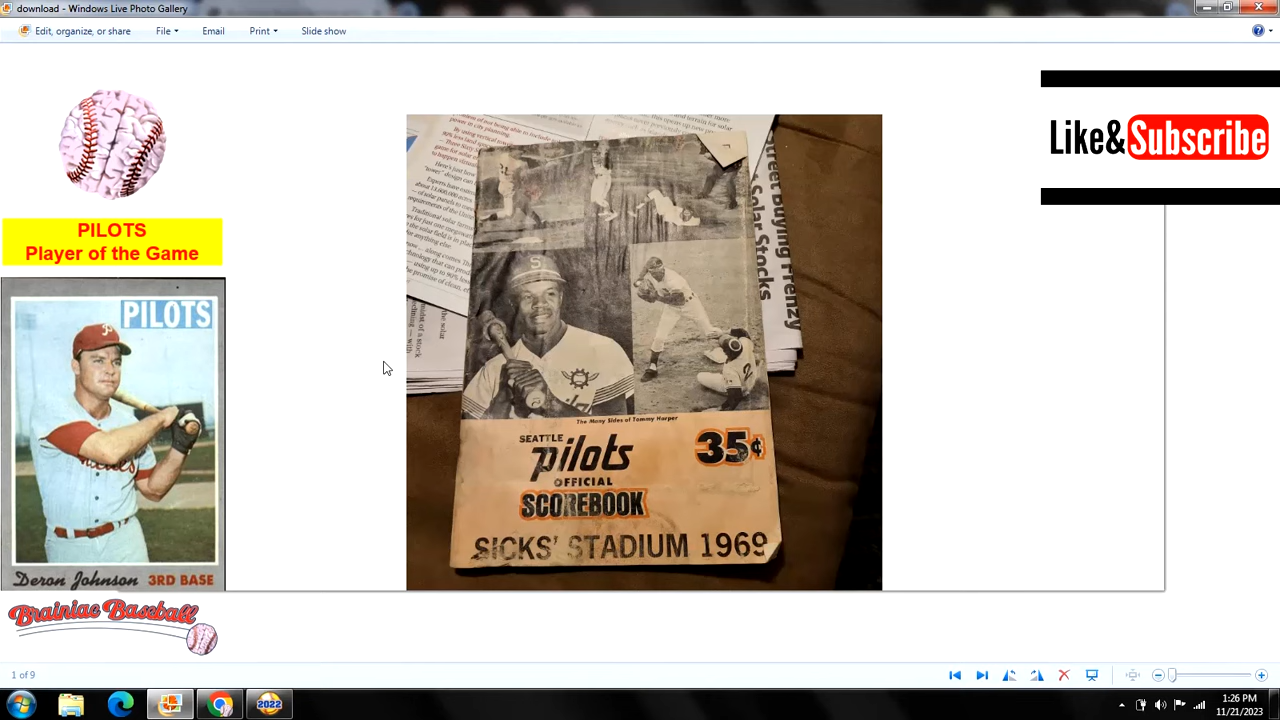 download - Windows Live Photo Gallery
Edit, organize, or share
File
Email
Print
Slide show
PILOTS
Player of the Game
PILOTS
Deron Johnson 3RD BASE
Brainiac Baseball
Like&Subscribe
Street Buying Frenzy
Solar Stocks
The Many Sides of Tommy Harper
SEATTLE
pilots
OFFICIAL
SCOREBOOK
35¢
SICKS' STADIUM 1969
1 of 9
2022
1:26 PM
11/21/2023